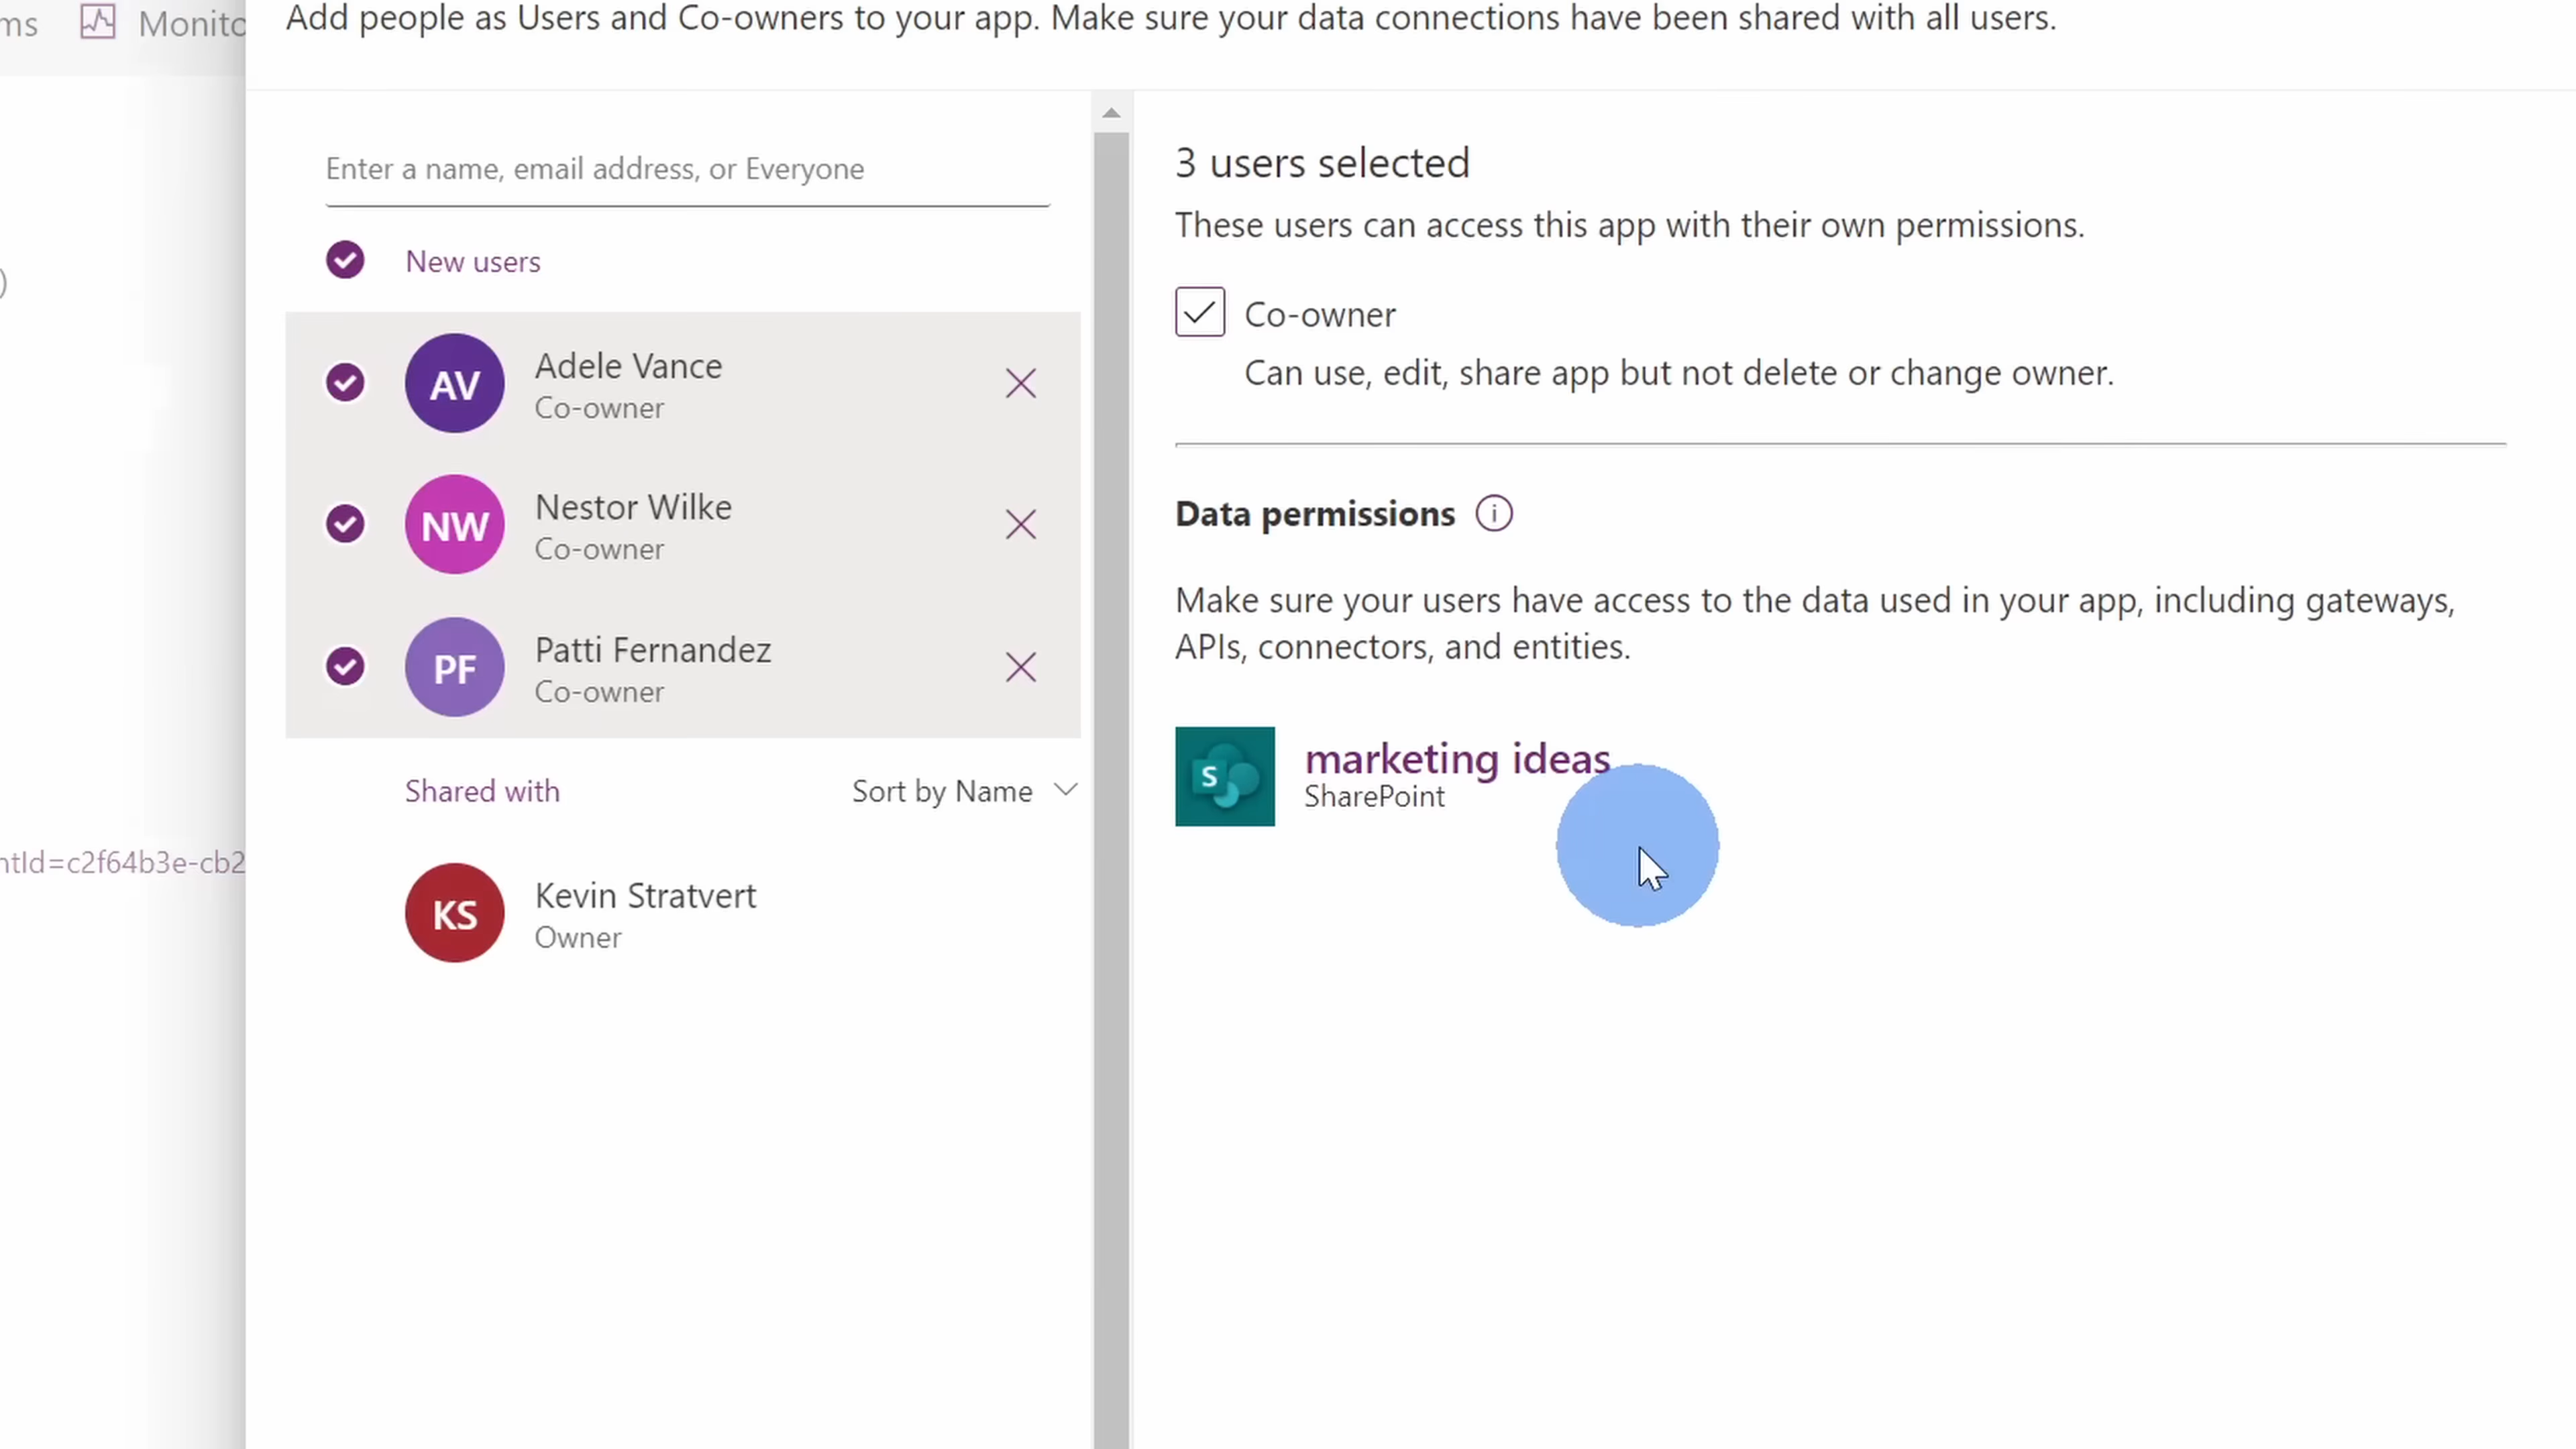 ms Monito
Add people as Users and Co-owners to your app. Make sure your data connections have been shared with all users.
)
ntId=c2f64b3e-cb2
Enter a name, email address, or Everyone
New users
AV
Adele Vance
Co-owner
NW
Nestor Wilke
Co-owner
PF
Patti Fernandez
Co-owner
Shared with Sort by Name
KS
Kevin Stratvert
Owner
3 users selected
These users can access this app with their own permissions.
Co-owner
Can use, edit, share app but not delete or change owner.
Data permissions
Make sure your users have access to the data used in your app, including gateways,
APIs, connectors, and entities.
S
marketing ideas
SharePoint